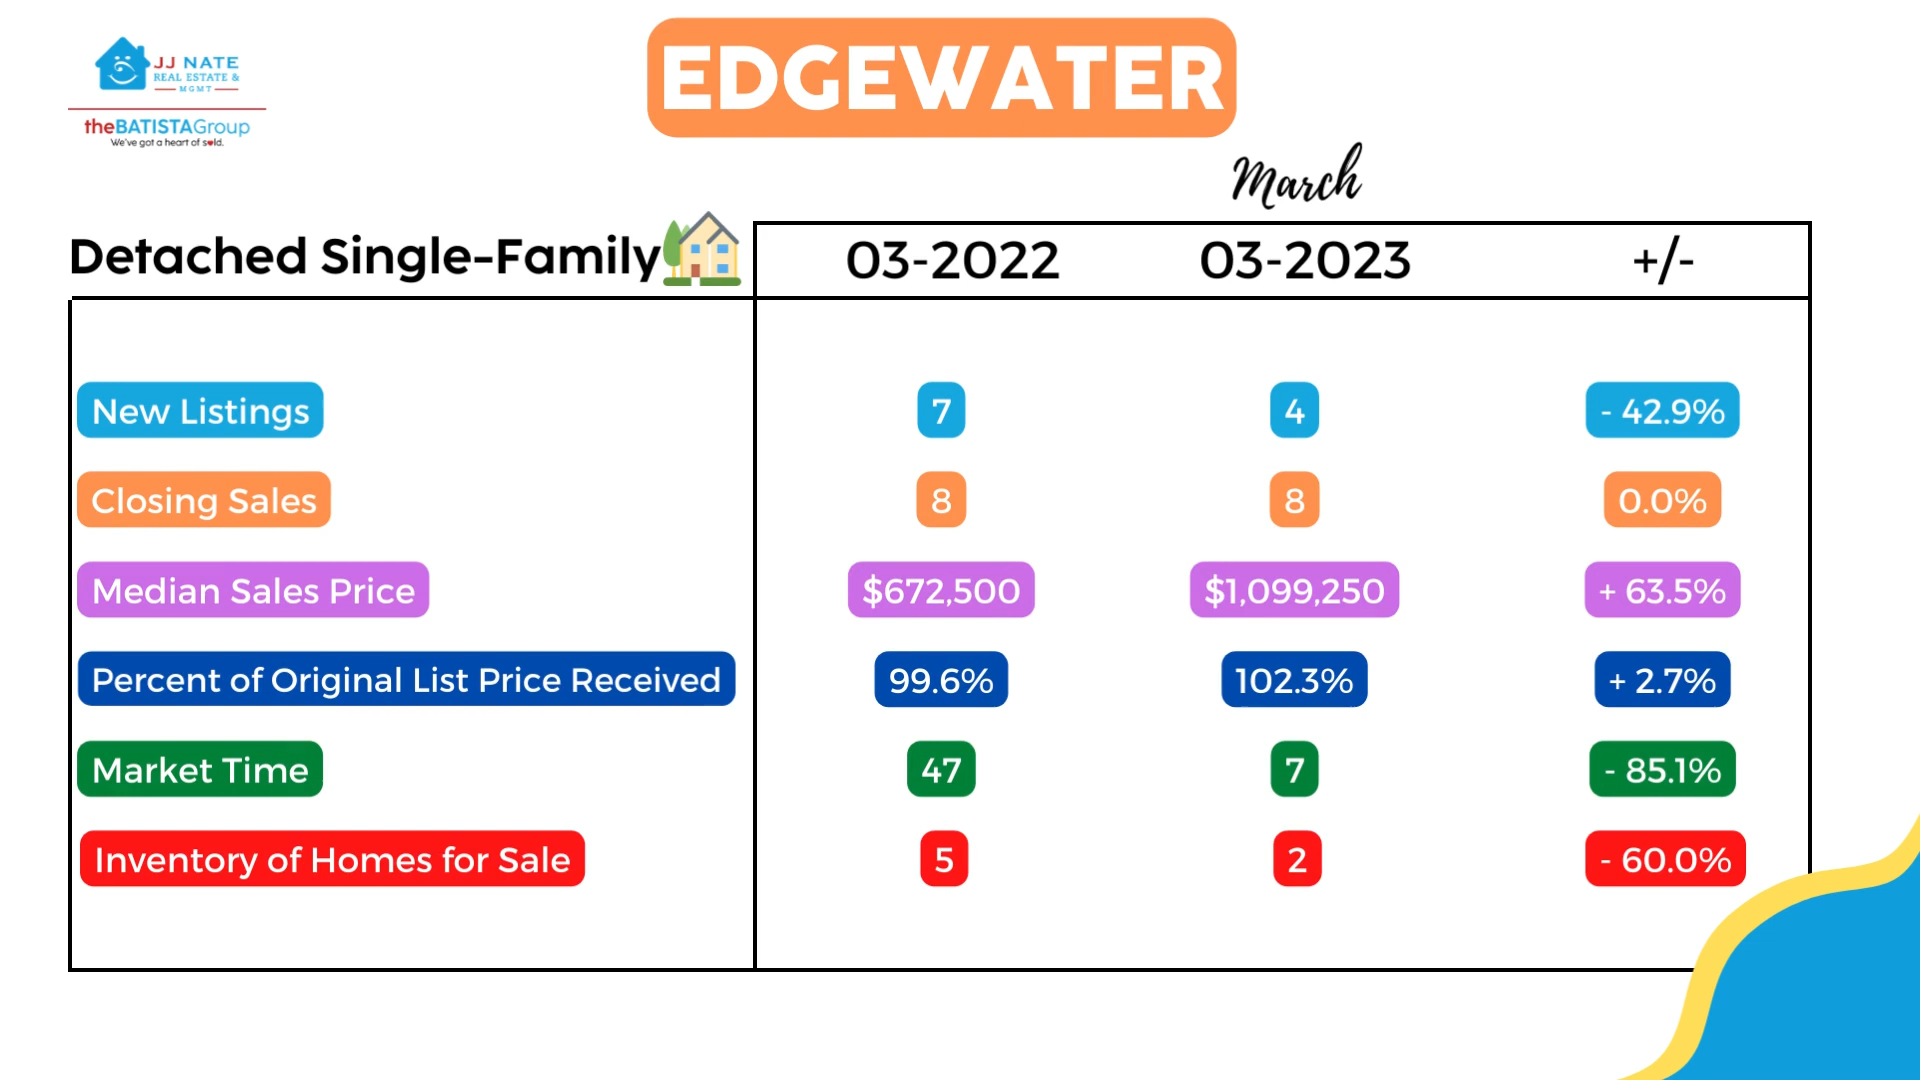 EDGEWATER
JJ NATE
REAL ESTATE &
MGMT
theBATISTAGroup
We've got a heart of sold.
March
Detached Single-Family 03-2022 03-2023 +/-
New Listings 7 4 - 42.9%
Closing Sales 8 8 0.0%
Median Sales Price $672,500 $1,099,250 + 63.5%
Percent of Original List Price Received 99.6% 102.3% + 2.7%
Market Time 47 7 - 85.1%
Inventory of Homes for Sale 5 2 - 60.0%